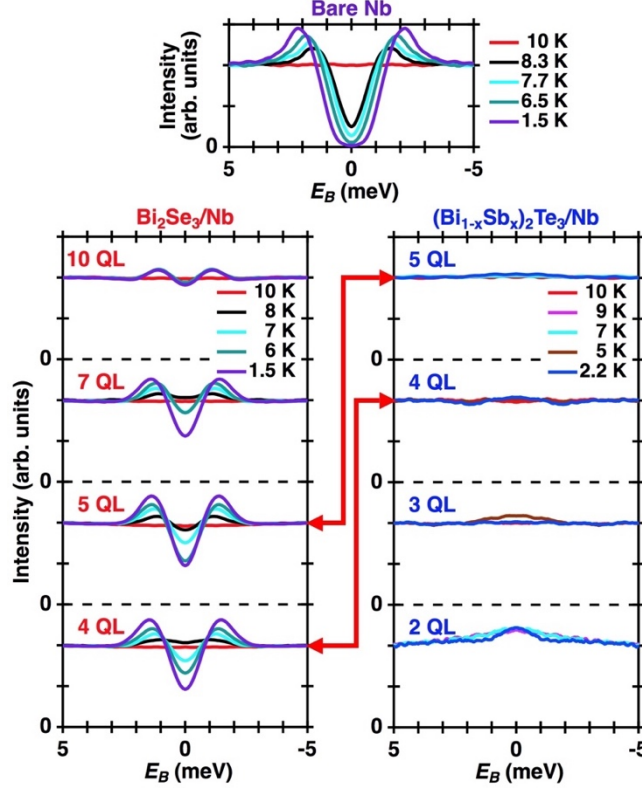 Bare Nb
Intensity
(arb. units)
10 K
8.3 K
7.7 K
6.5 K
1.5 K
5 0 -5
E_B (meV)
Bi₂Se₃/Nb
10 QL
10 K
8 K
7 K
6 K
1.5 K
0
7 QL
0
5 QL
0
4 QL
0
Intensity (arb. units)
5 0 -5
E_B (meV)
(Bi₁₋ₓSbₓ)₂Te₃/Nb
5 QL
10 K
9 K
7 K
5 K
2.2 K
0
4 QL
0
3 QL
0
2 QL
0
5 0 -5
E_B (meV)